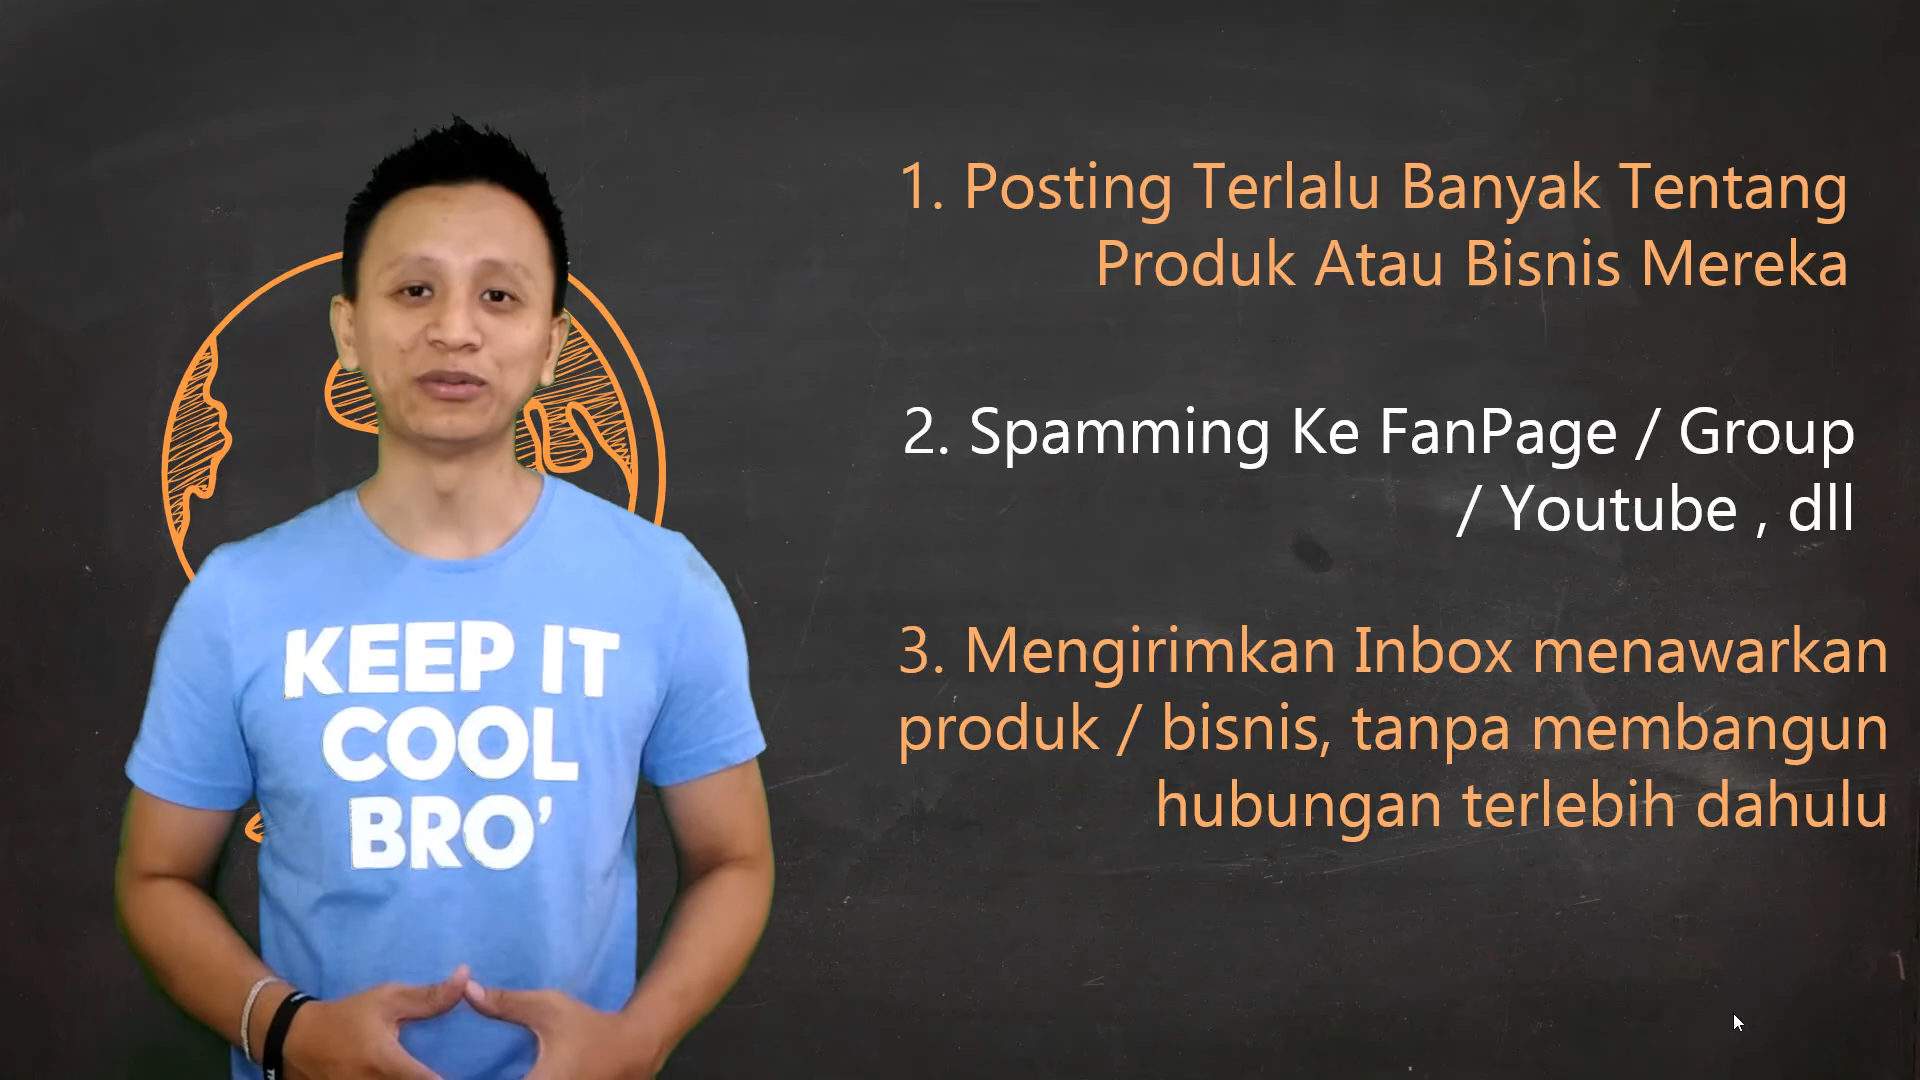 1. Posting Terlalu Banyak Tentang
Produk Atau Bisnis Mereka
2. Spamming Ke FanPage / Group
/ Youtube , dll
3. Mengirimkan Inbox menawarkan
produk / bisnis, tanpa membangun
hubungan terlebih dahulu
KEEP IT
COOL
BRO’